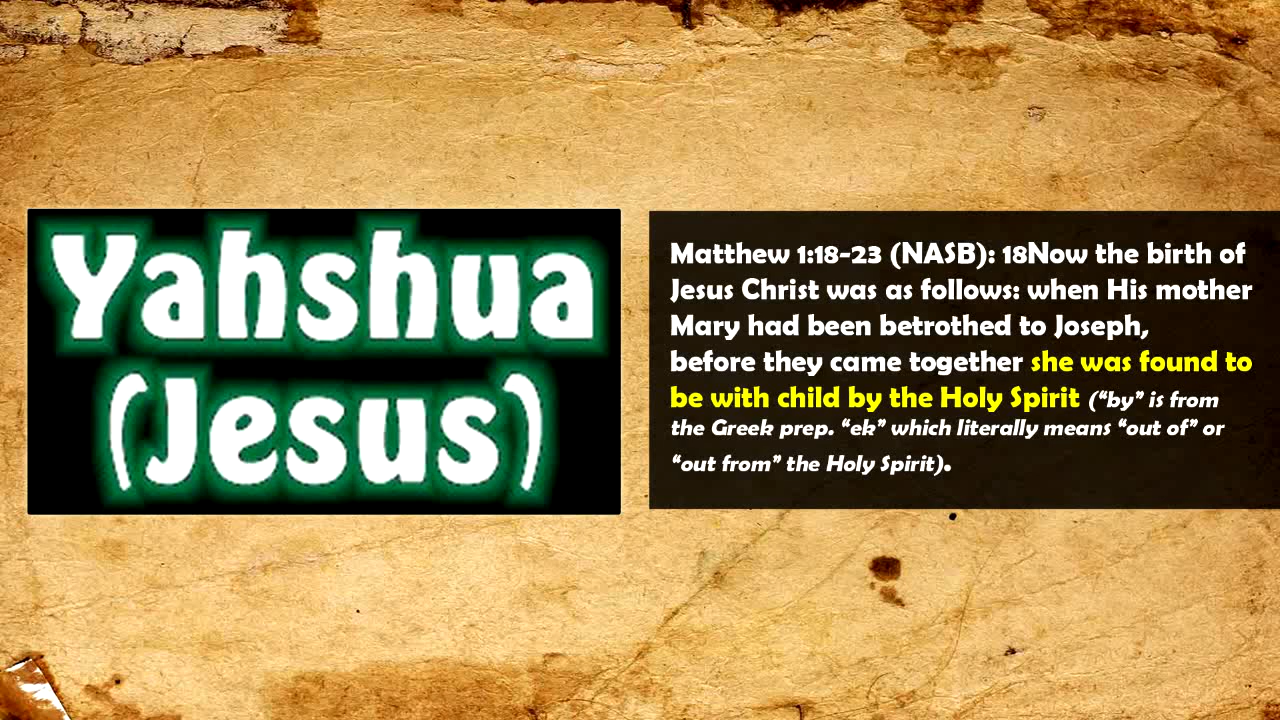 Yahshua
(Jesus)
Matthew 1:18-23 (NASB): 18Now the birth of
Jesus Christ was as follows: when His mother
Mary had been betrothed to Joseph,
before they came together she was found to
be with child by the Holy Spirit (“by” is from
the Greek prep. “ek” which literally means “out of” or
“out from” the Holy Spirit).